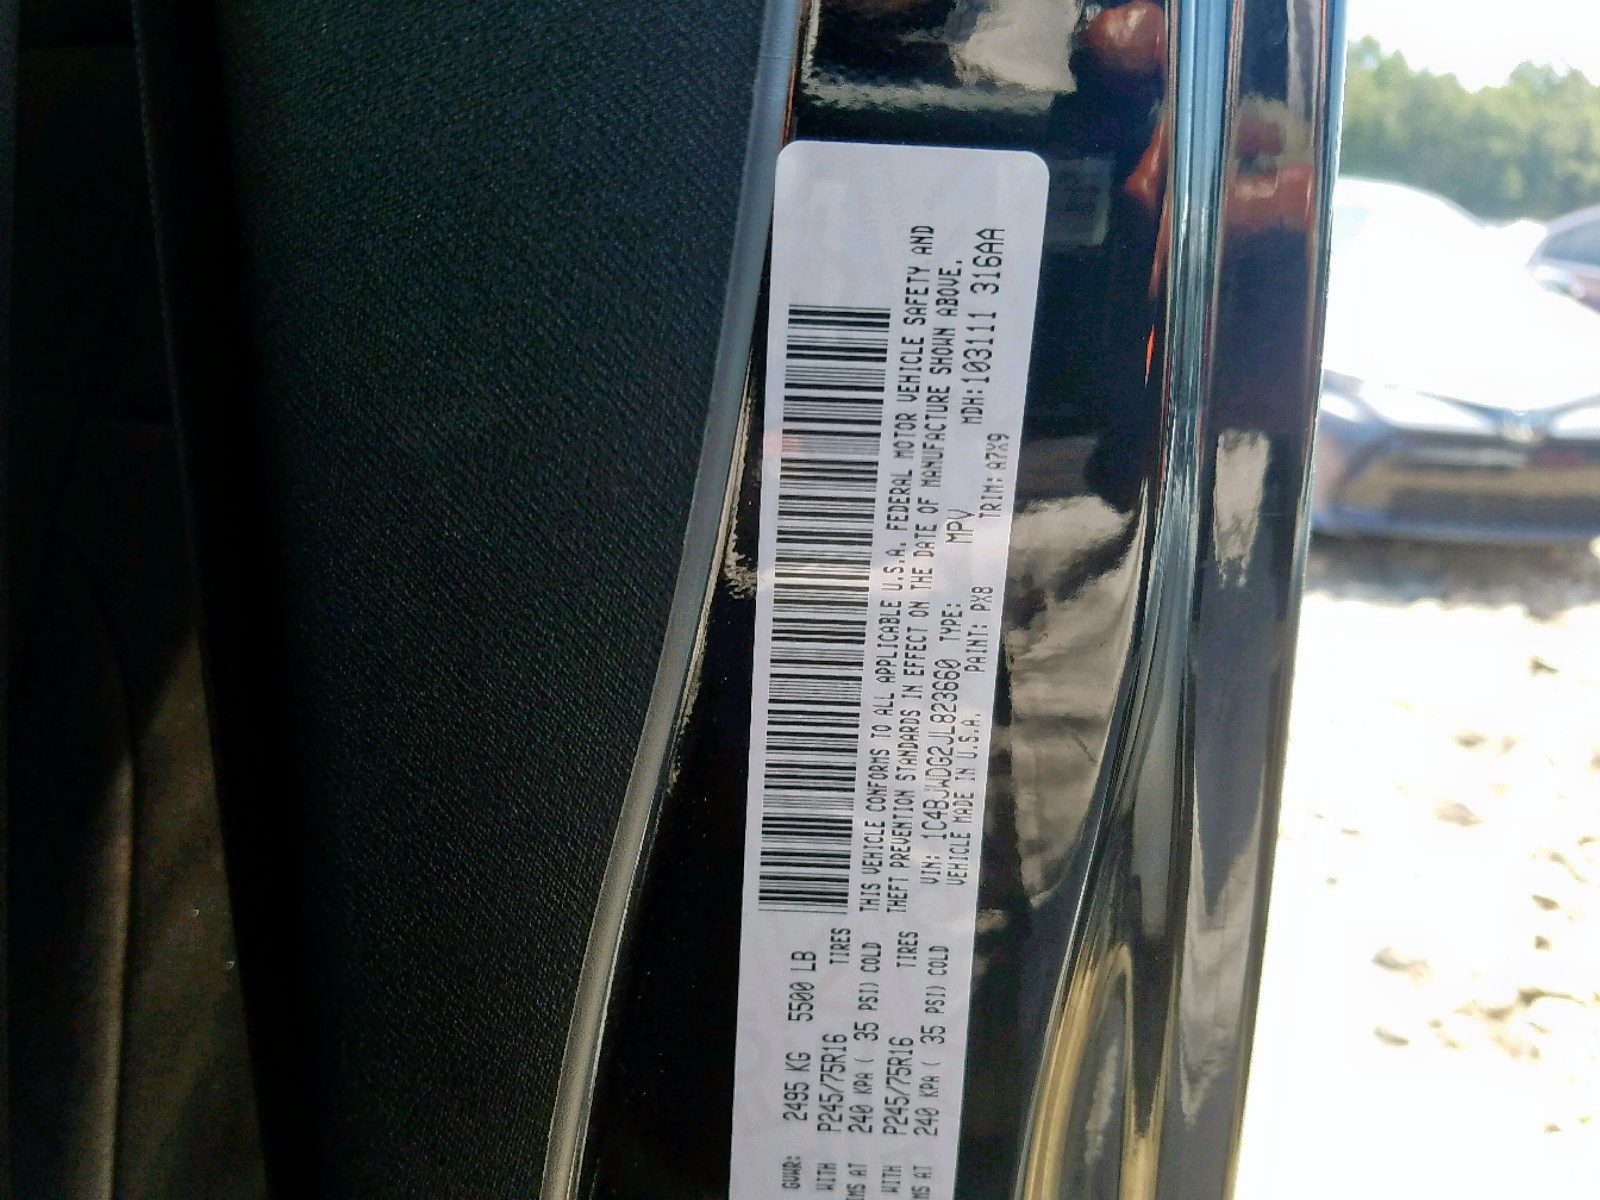 GVWR: 2495 KG 5500 LB
WITH P245/75R16 TIRES
MS AT 240 KPA ( 35 PSI) COLD
WITH P245/75R16 TIRES
MS AT 240 KPA ( 35 PSI) COLD
THIS VEHICLE CONFORMS TO ALL APPLICABLE U.S.A. FEDERAL MOTOR VEHICLE SAFETY AND
THEFT PREVENTION STANDARDS IN EFFECT ON THE DATE OF MANUFACTURE SHOWN ABOVE.
VIN: 1C4BJWDG2JL823660 TYPE: MPV MDH:103111 316AA
VEHICLE MADE IN U.S.A. PAINT: PX8 TRIM: A7X9